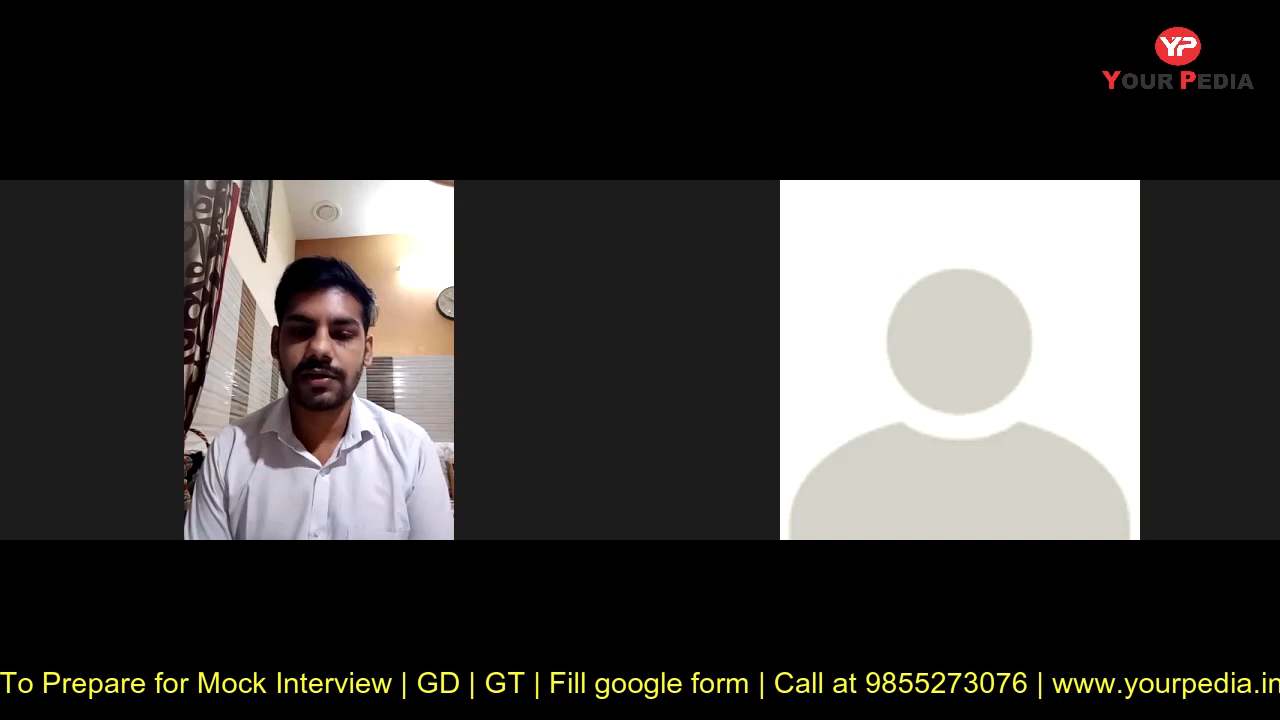 YP
YOUR PEDIA
To Prepare for Mock Interview | GD | GT | Fill google form | Call at 9855273076 | www.yourpedia.in